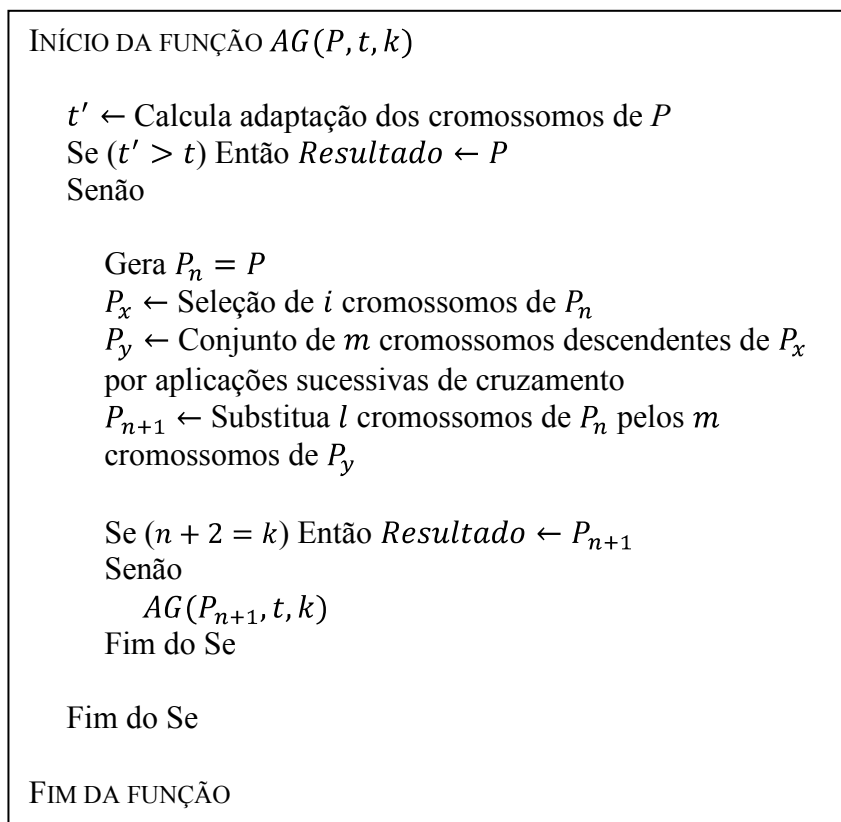 INÍCIO DA FUNÇÃO AG(P, t, k)
t′ ← Calcula adaptação dos cromossomos de P
Se (t′ > t) Então Resultado ← P
Senão
Gera Pₙ = P
Pₓ ← Seleção de i cromossomos de Pₙ
P_y ← Conjunto de m cromossomos descendentes de Pₓ
por aplicações sucessivas de cruzamento
Pₙ₊₁ ← Substitua l cromossomos de Pₙ pelos m
cromossomos de P_y
Se (n + 2 = k) Então Resultado ← Pₙ₊₁
Senão
AG(Pₙ₊₁, t, k)
Fim do Se
Fim do Se
FIM DA FUNÇÃO